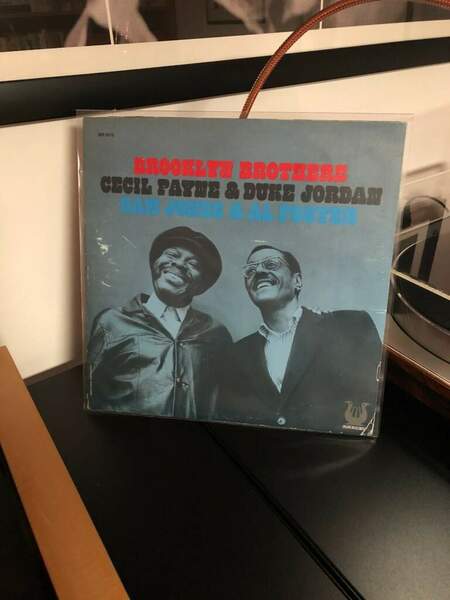 BROOKLYN BROTHERS
CECIL PAYNE & DUKE JORDAN
SAM JONES & AL FOSTER